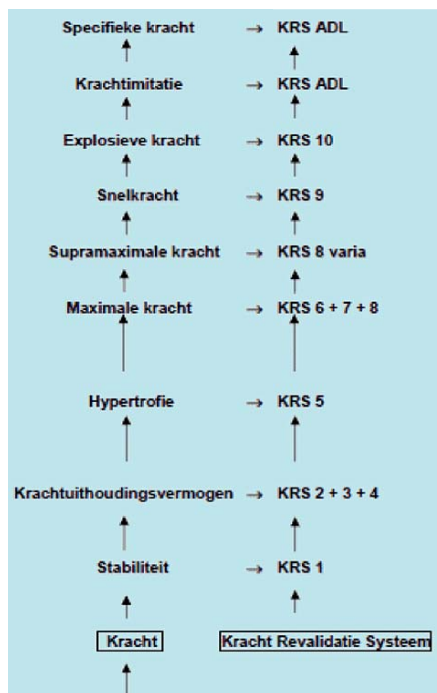 Specifieke kracht → KRS ADL
Krachtimitatie → KRS ADL
Explosieve kracht → KRS 10
Snelkracht → KRS 9
Supramaximale kracht → KRS 8 varia
Maximale kracht → KRS 6 + 7 + 8
Hypertrofie → KRS 5
Krachtuithoudingsvermogen → KRS 2 + 3 + 4
Stabiliteit → KRS 1
Kracht Kracht Revalidatie Systeem